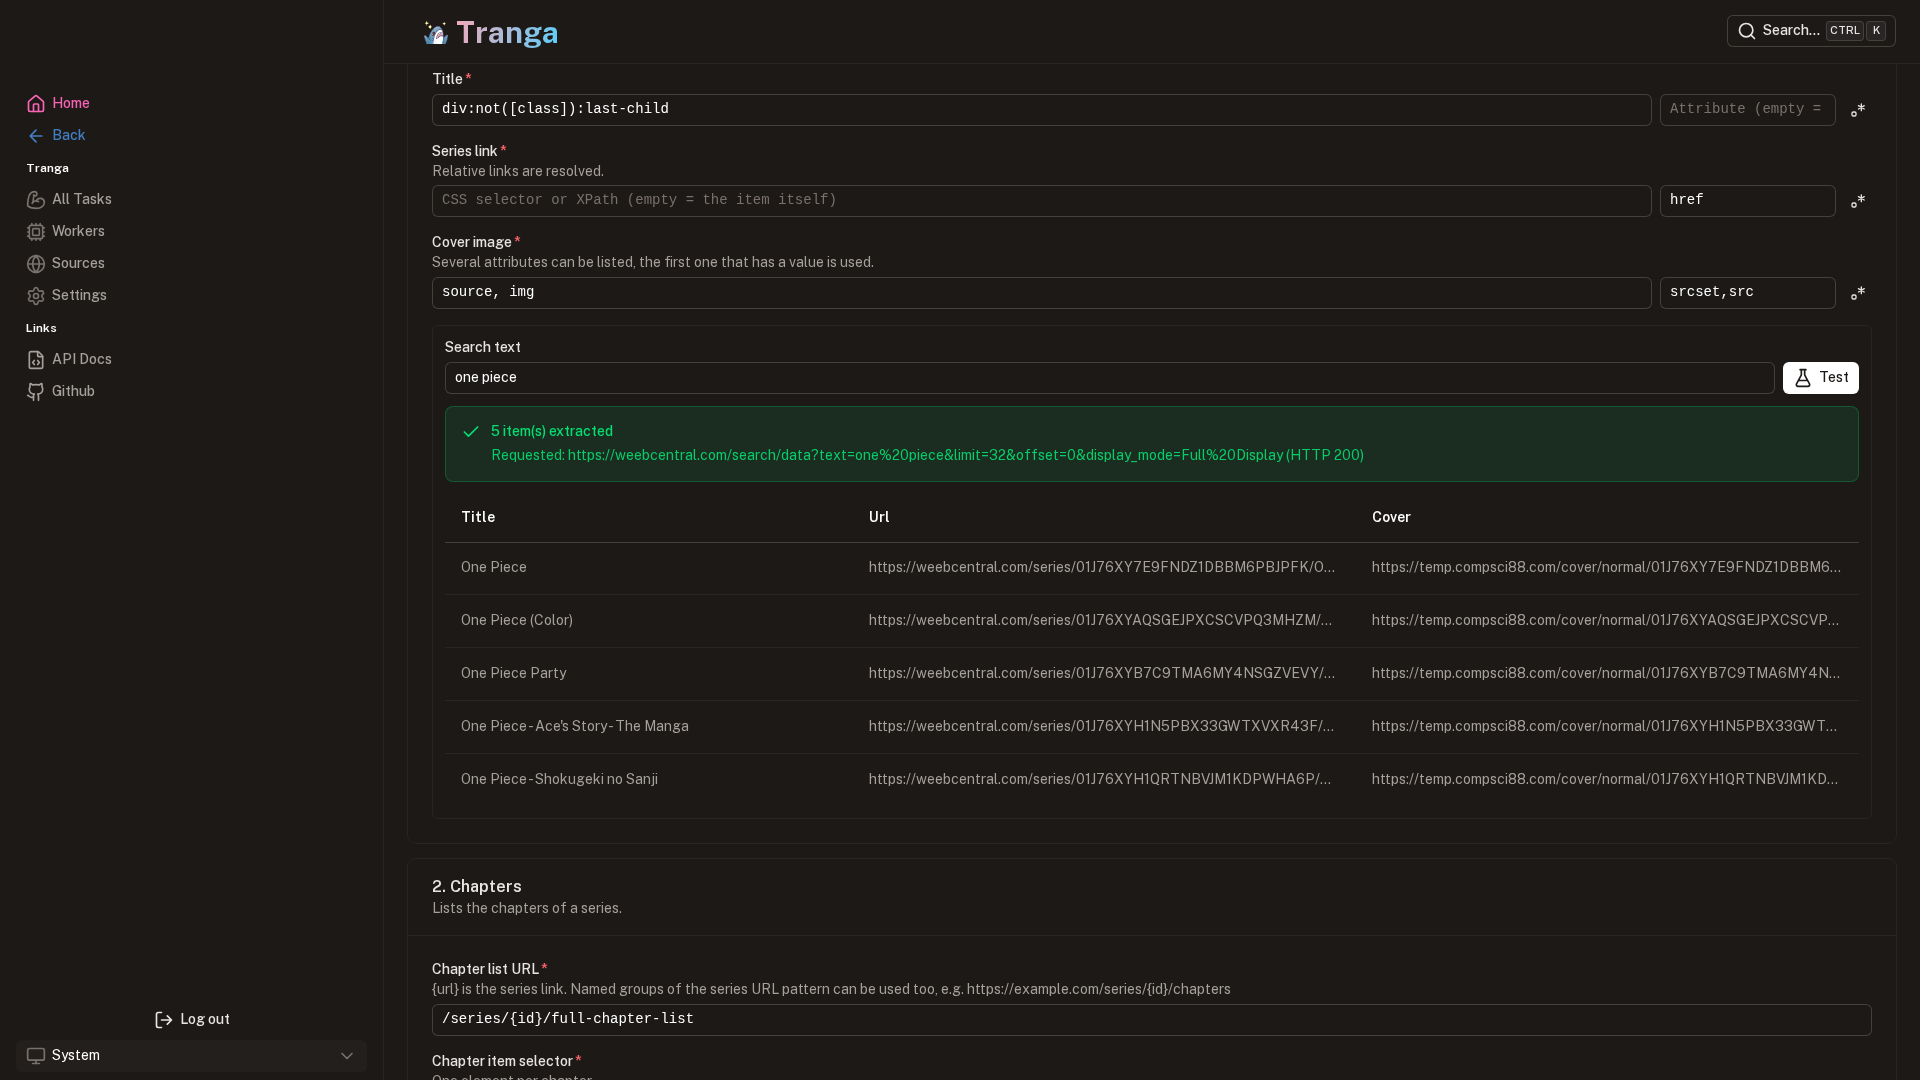 Tranga
Search... CTRL K
Home
Back
Tranga
All Tasks
Workers
Sources
Settings
Links
API Docs
Github
Log out
System
Title *
div:not([class]):last-child
Attribute (empty =
.*
Series link *
Relative links are resolved.
CSS selector or XPath (empty = the item itself)
href
.*
Cover image *
Several attributes can be listed, the first one that has a value is used.
source, img
srcset,src
.*
Search text
one piece
Test
5 item(s) extracted
Requested: https://weebcentral.com/search/data?text=one%20piece&limit=32&offset=0&display_mode=Full%20Display (HTTP 200)
Title Url Cover
One Piece https://weebcentral.com/series/01J76XY7E9FNDZ1DBBM6PBJPFK/O... https://temp.compsci88.com/cover/normal/01J76XY7E9FNDZ1DBBM6...
One Piece (Color) https://weebcentral.com/series/01J76XYAQSGEJPXCSCVPQ3MHZM/... https://temp.compsci88.com/cover/normal/01J76XYAQSGEJPXCSCVP...
One Piece Party https://weebcentral.com/series/01J76XYB7C9TMA6MY4NSGZVEVY/... https://temp.compsci88.com/cover/normal/01J76XYB7C9TMA6MY4N...
One Piece - Ace's Story - The Manga https://weebcentral.com/series/01J76XYH1N5PBX33GWTXVXR43F/... https://temp.compsci88.com/cover/normal/01J76XYH1N5PBX33GWT...
One Piece - Shokugeki no Sanji https://weebcentral.com/series/01J76XYH1QRTNBVJM1KDPWHA6P/... https://temp.compsci88.com/cover/normal/01J76XYH1QRTNBVJM1KD...
2. Chapters
Lists the chapters of a series.
Chapter list URL *
{url} is the series link. Named groups of the series URL pattern can be used too, e.g. https://example.com/series/{id}/chapters
/series/{id}/full-chapter-list
Chapter item selector *
One element per chapter.